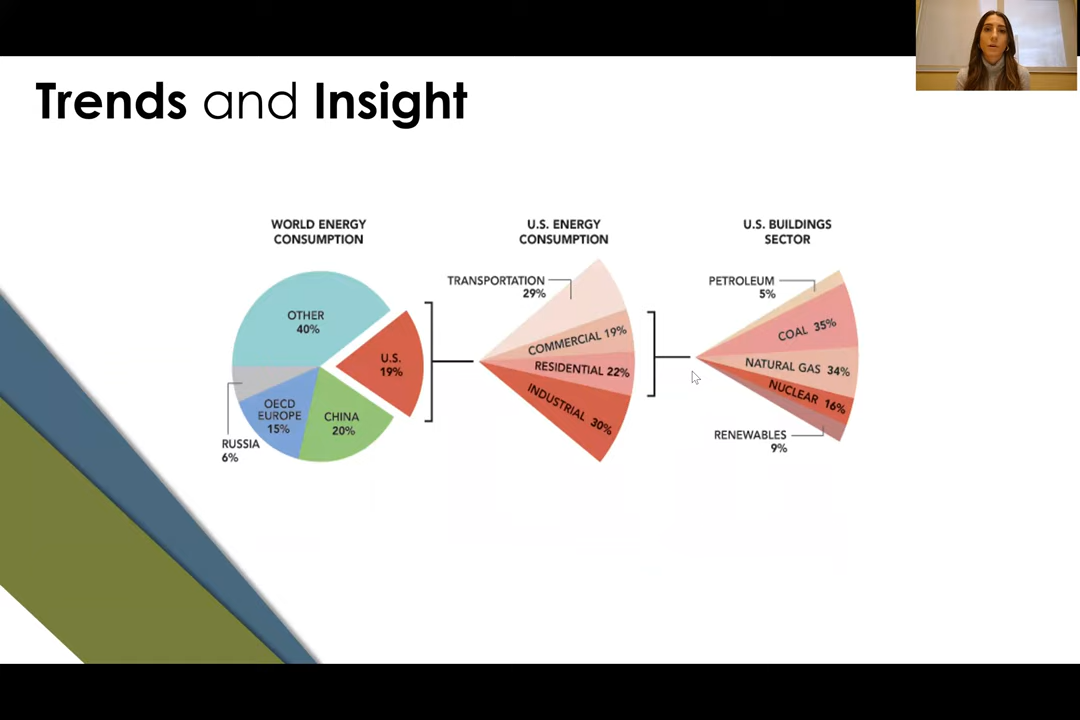 Trends and Insight
WORLD ENERGY
CONSUMPTION
OTHER
40%
U.S.
19%
CHINA
20%
OECD
EUROPE
15%
RUSSIA
6%
U.S. ENERGY
CONSUMPTION
TRANSPORTATION
29%
COMMERCIAL 19%
RESIDENTIAL 22%
INDUSTRIAL 30%
U.S. BUILDINGS
SECTOR
PETROLEUM
5%
COAL 35%
NATURAL GAS 34%
NUCLEAR 16%
RENEWABLES
9%